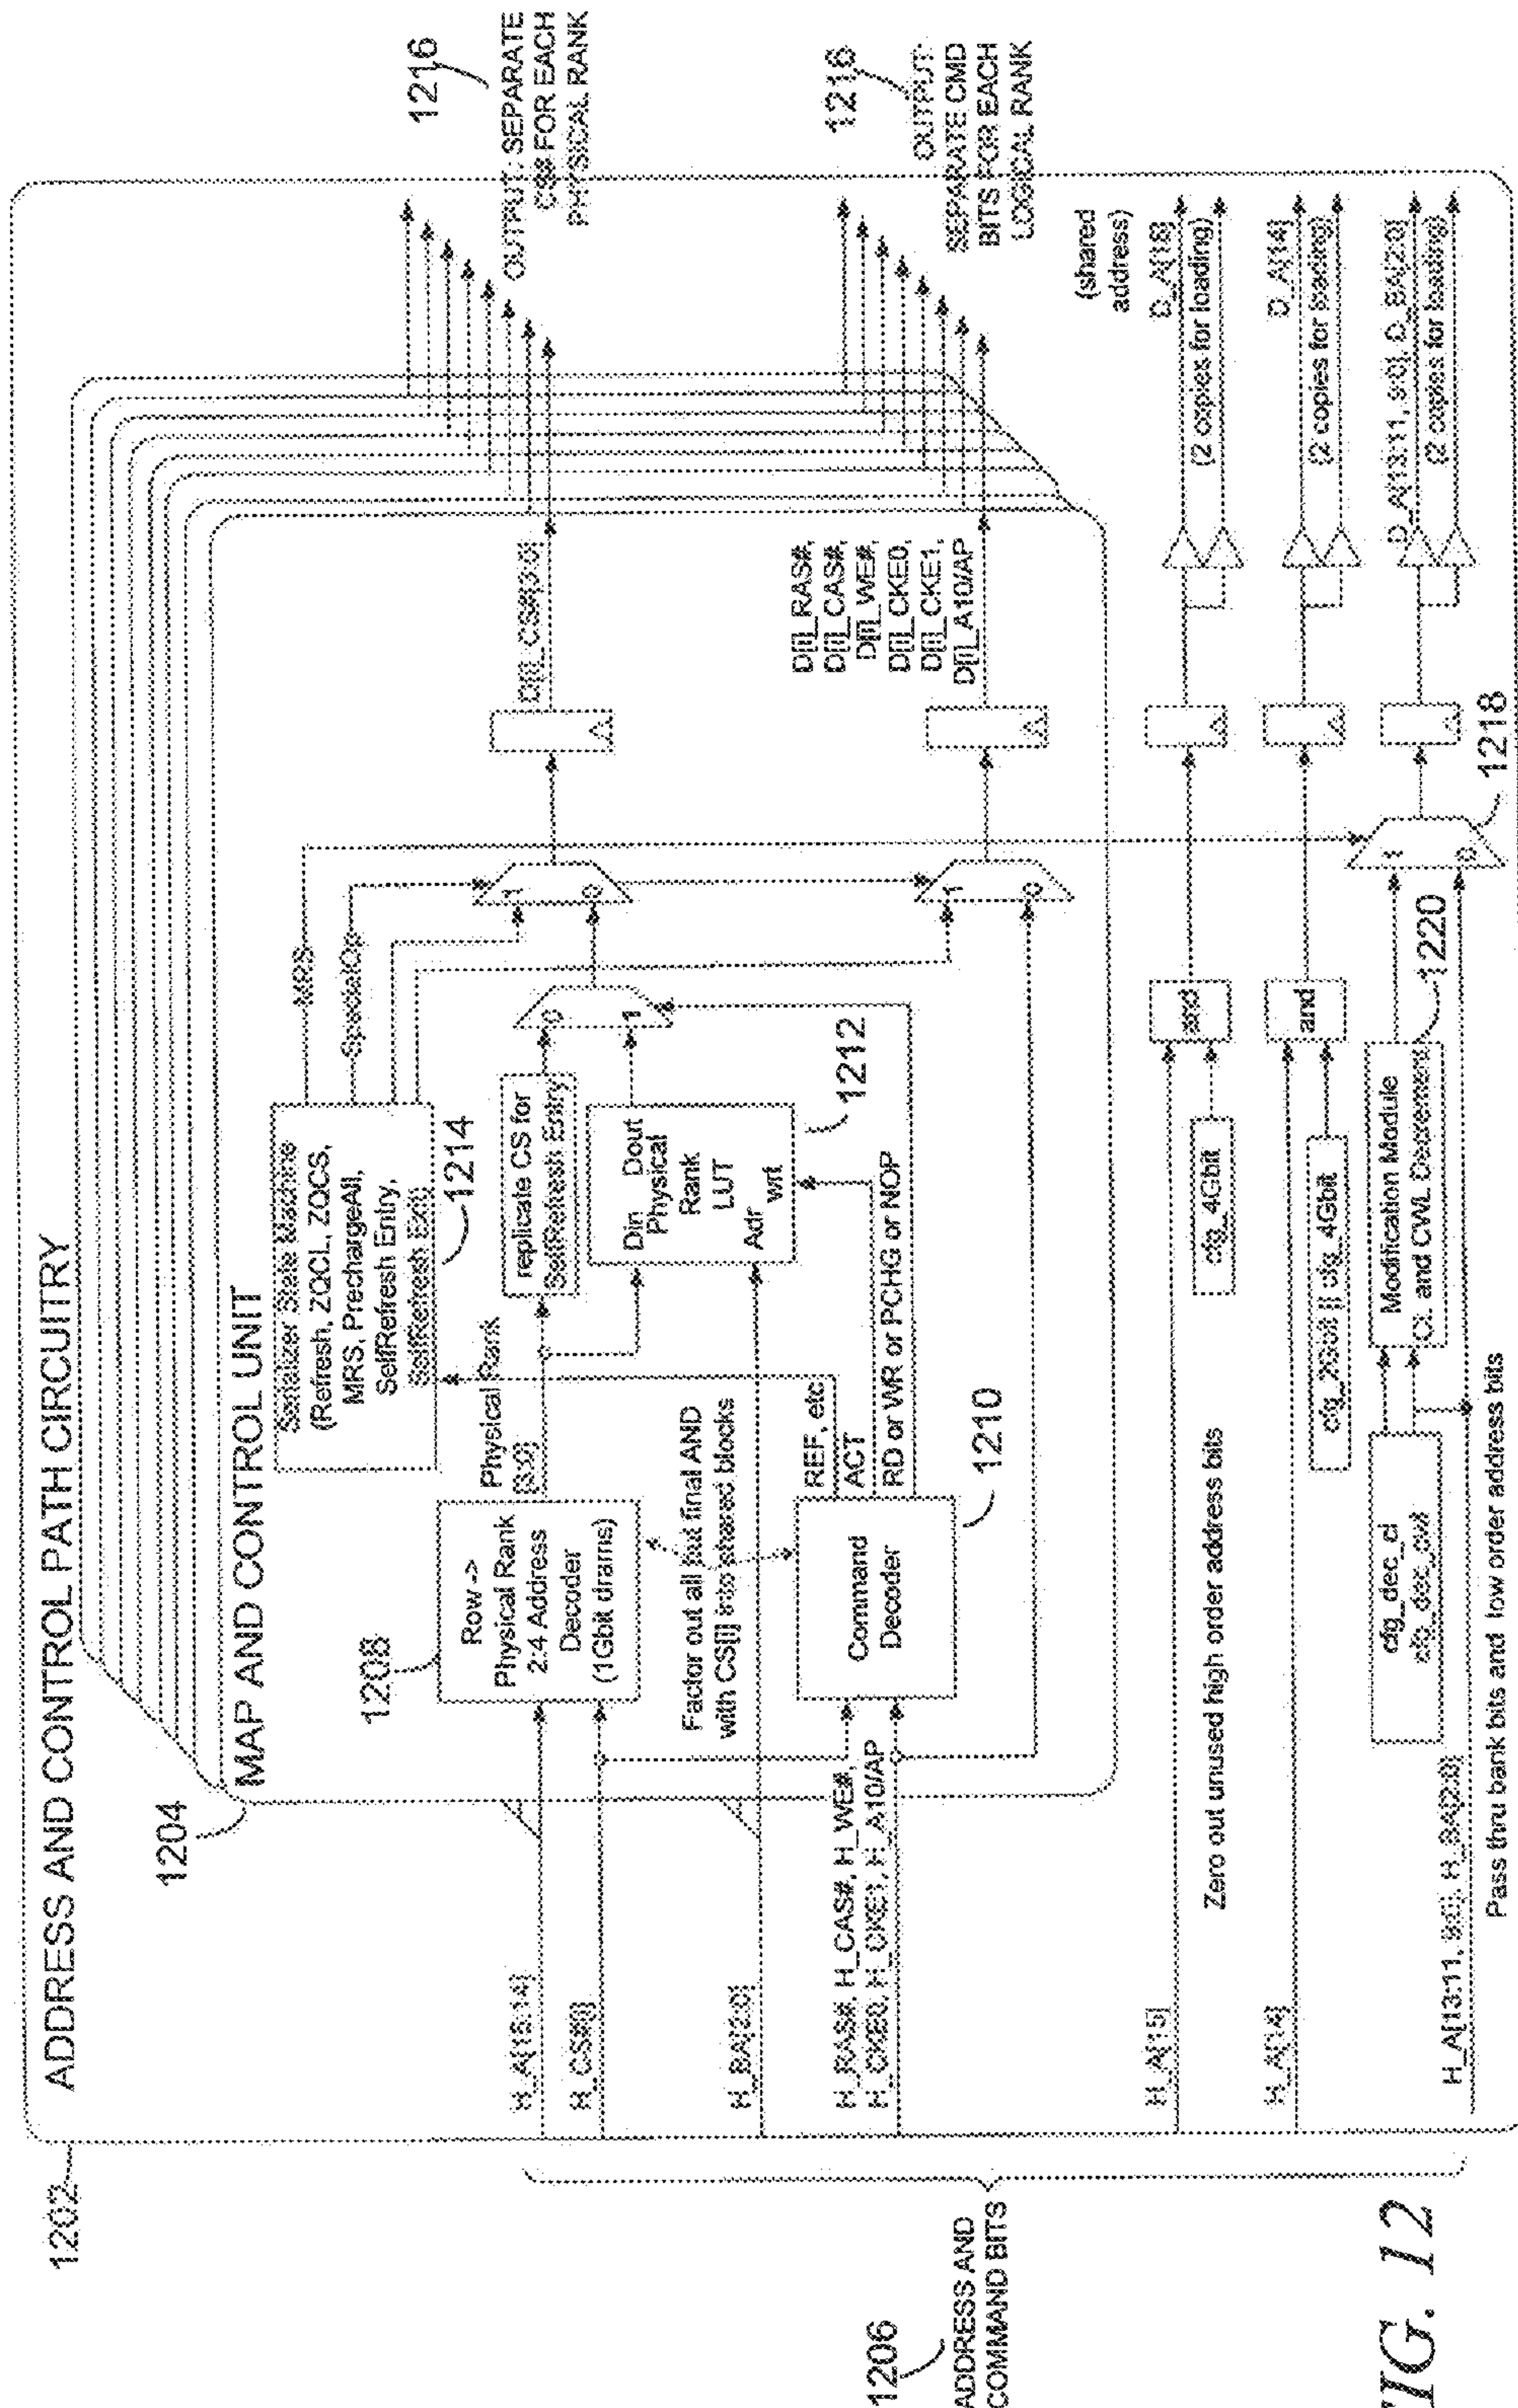 ADDRESS AND CONTROL PATH CIRCUITRY
1202
1204
MAP AND CONTROL UNIT
1206
ADDRESS AND
COMMAND BITS
H_A[15:14]
H_CS#[i]
H_BA[2:0]
H_RAS#, H_CAS#, H_WE#,
H_CKE0, H_CKE1, H_A10/AP
H_A[15]
H_A[14]
H_A[13:11, 9:0], H_BA[2:0]
1208
Row ->
Physical Rank
2:4 Address
Decoder
(1Gbit drams)
Factor out all but final AND
with CS[i] into shared blocks
Command
Decoder
1210
Physical Rank
[3:0]
REF, etc
ACT
RD or WR or PCHG or NOP
Serializer State Machine
(Refresh, ZQCL, ZQCS,
MRS, PrechargeAll,
SelfRefresh Entry,
SelfRefresh Exit)
1214
replicate CS for
SelfRefresh Entry
Din Dout
Physical
Rank
LUT
Adr wrt
1212
MRS
SpecialOp
0
1
1
0
1
0
D[i]_CS#[3:0]
D[i]_RAS#,
D[i]_CAS#,
D[i]_WE#,
D[i]_CKE0,
D[i]_CKE1,
D[i]_A10/AP
1216
OUTPUT: SEPARATE
CS# FOR EACH
PHYSICAL RANK
1216
OUTPUT:
SEPARATE CMD
BITS FOR EACH
LOGICAL RANK
(shared
address)
D_A[15]
(2 copies for loading)
D_A[14]
(2 copies for loading)
D_A[13:11, 9:0], D_BA[2:0]
(2 copies for loading)
Zero out unused high order address bits
and
cfg_4Gbit
and
cfg_2Gbit || cfg_4Gbit
cfg_dec_cl
cfg_dec_cwl
Modification Module
CL and CWL Decrement
1220
1
0
1218
Pass thru bank bits and low order address bits
FIG. 12